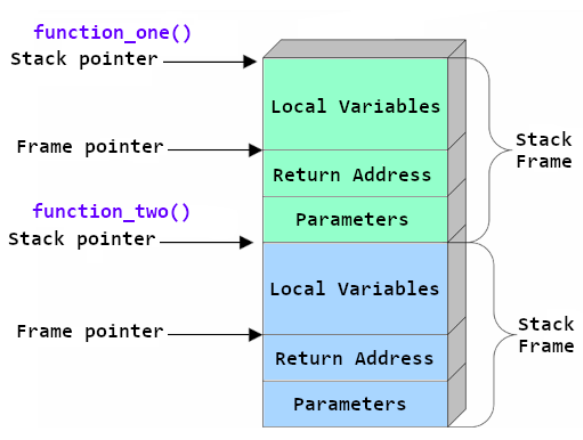 function_one()
Stack pointer
Local Variables
Frame pointer
Stack
Frame
Return Address
Parameters
function_two()
Stack pointer
Local Variables
Frame pointer
Stack
Frame
Return Address
Parameters